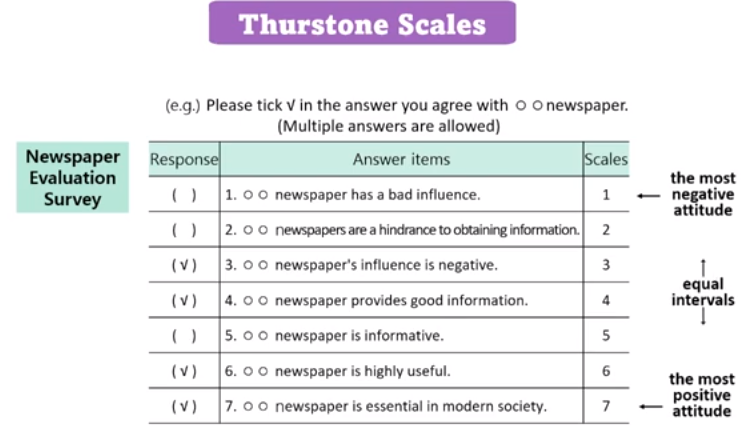 Thurstone Scales
(e.g.) Please tick √ in the answer you agree with ○ ○ newspaper.
(Multiple answers are allowed)
Newspaper
Evaluation
Survey
Response Answer items Scales
( ) 1. ○ ○ newspaper has a bad influence. 1
( ) 2. ○ ○ newspapers are a hindrance to obtaining information. 2
(√) 3. ○ ○ newspaper's influence is negative. 3
(√) 4. ○ ○ newspaper provides good information. 4
( ) 5. ○ ○ newspaper is informative. 5
(√) 6. ○ ○ newspaper is highly useful. 6
(√) 7. ○ ○ newspaper is essential in modern society. 7
← the most
negative
attitude
↑
equal
intervals
↓
← the most
positive
attitude